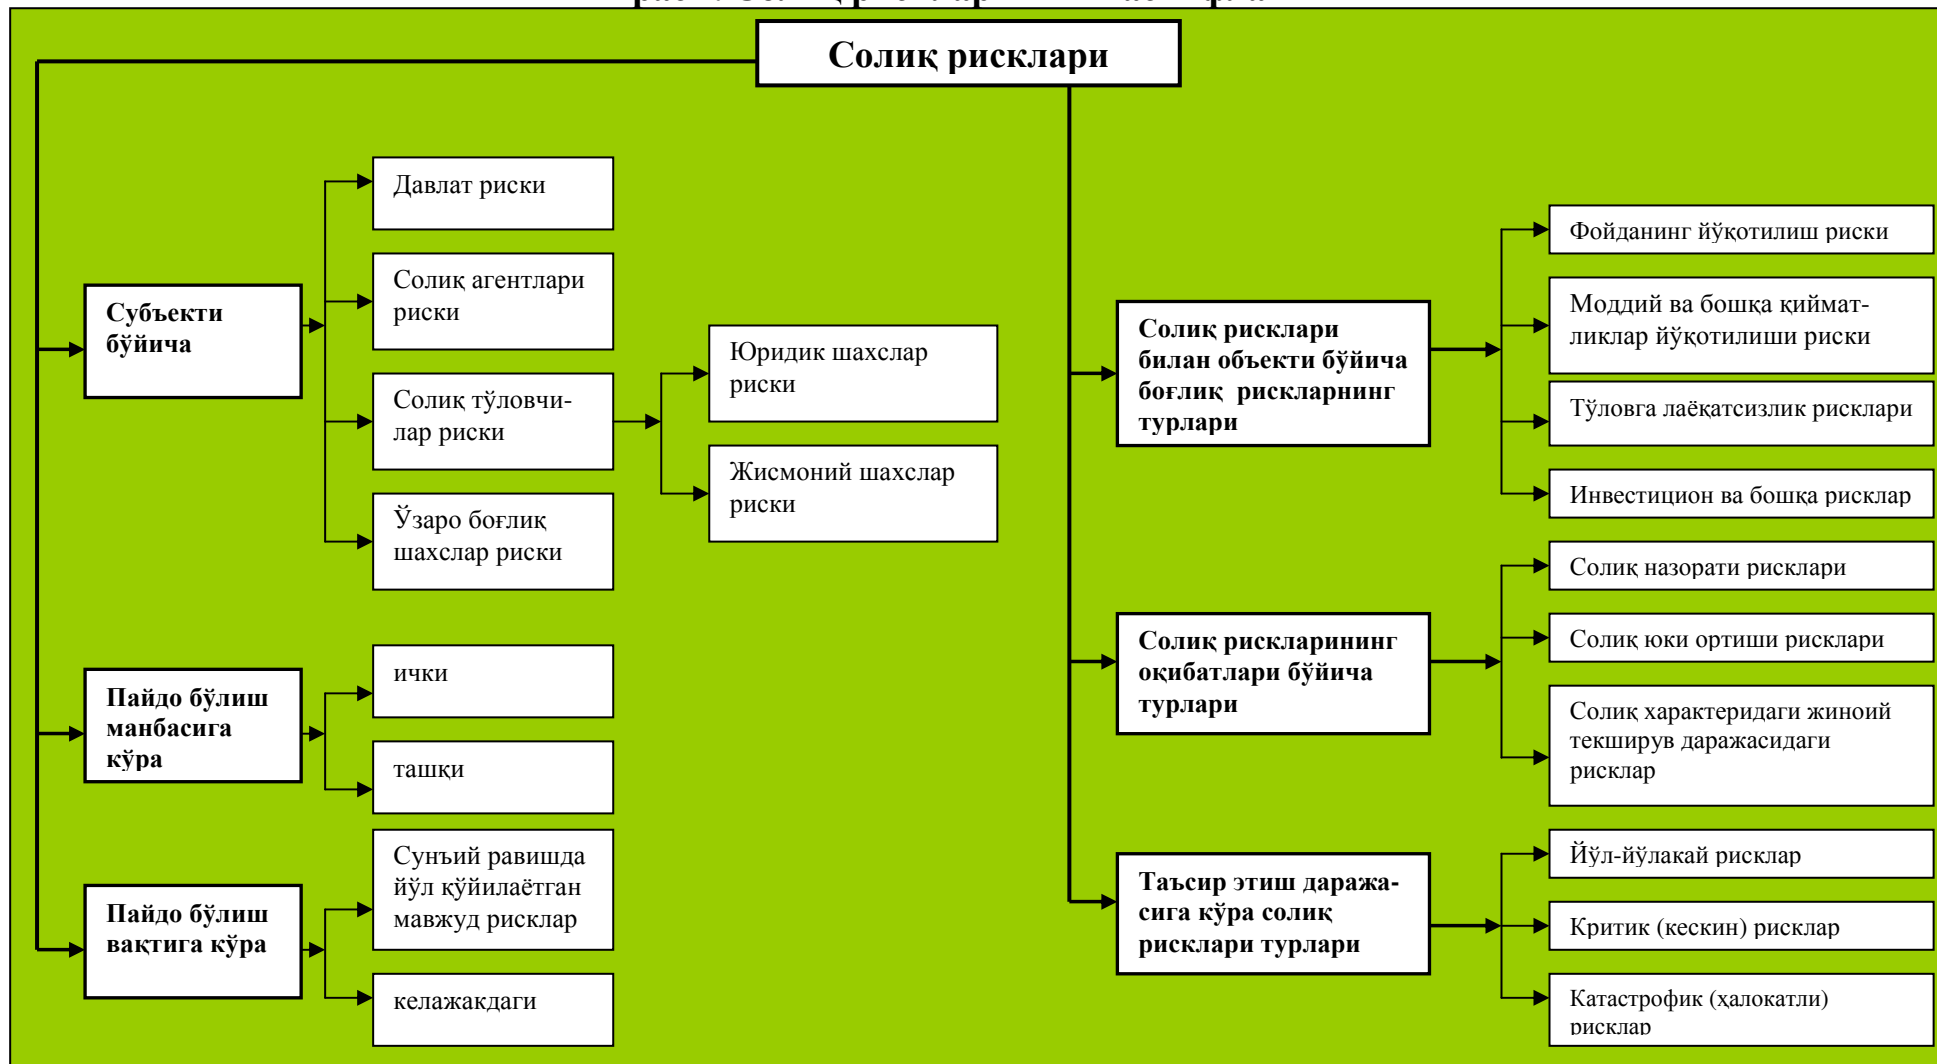 Солиқ рисклари
Субъекти
бўйича
Давлат риски
Солиқ агентлари
риски
Солиқ тўловчи-
лар риски
Ўзаро боғлиқ
шахслар риски
Юридик шахслар
риски
Жисмоний шахслар
риски
Пайдо бўлиш
манбасига
кўра
ички
ташқи
Пайдо бўлиш
вақтига кўра
Сунъий равишда
йўл қўйилаётган
мавжуд рисклар
келажакдаги
Солиқ рисклари
билан объекти бўйича
боғлиқ рискларнинг
турлари
Фойданинг йўқотилиш риски
Моддий ва бошқа қиймат-
ликлар йўқотилиши риски
Тўловга лаёқатсизлик рисклари
Инвестицион ва бошқа рисклар
Солиқ рискларининг
оқибатлари бўйича
турлари
Солиқ назорати рисклари
Солиқ юки ортиши рисклари
Солиқ характеридаги жиноий
текширув даражасидаги
рисклар
Таъсир этиш даража-
сига кўра солиқ
рисклари турлари
Йўл-йўлакай рисклар
Критик (кескин) рисклар
Катастрофик (ҳалокатли)
рисклар